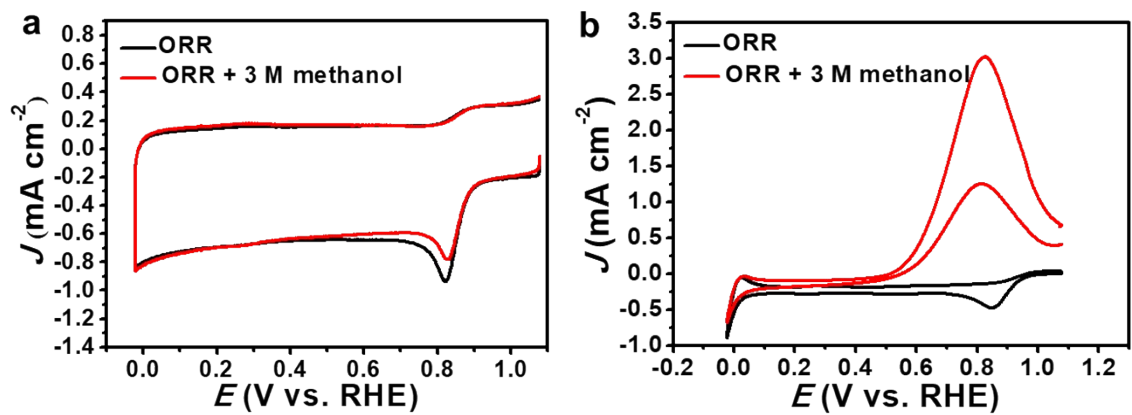 a
ORR
ORR + 3 M methanol
J (mA cm-2)
0.8
0.6
0.4
0.2
0.0
-0.2
-0.4
-0.6
-0.8
-1.0
-1.2
-1.4
0.0 0.2 0.4 0.6 0.8 1.0
E (V vs. RHE)
b
ORR
ORR + 3 M methanol
J (mA cm-2)
3.5
3.0
2.5
2.0
1.5
1.0
0.5
0.0
-0.5
-1.0
-0.2 0.0 0.2 0.4 0.6 0.8 1.0 1.2
E (V vs. RHE)